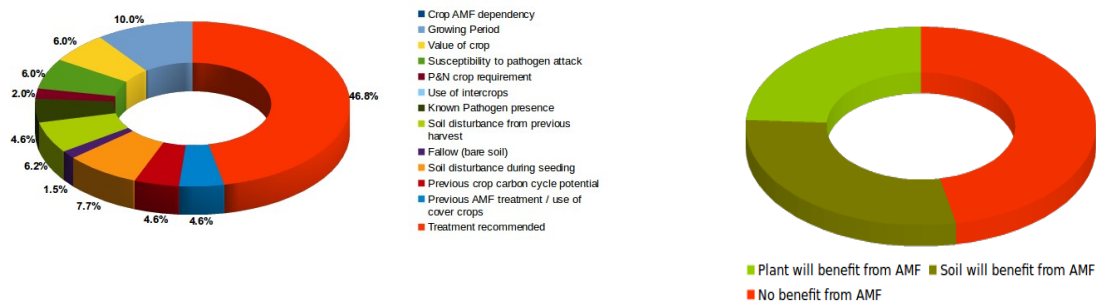 10.0%
6.0%
6.0%
2.0%
4.6%
6.2%
1.5%
7.7%
4.6%
4.6%
46.8%
Crop AMF dependency
Growing Period
Value of crop
Susceptibility to pathogen attack
P&N crop requirement
Use of intercrops
Known Pathogen presence
Soil disturbance from previous
harvest
Fallow (bare soil)
Soil disturbance during seeding
Previous crop carbon cycle potential
Previous AMF treatment / use of
cover crops
Treatment recommended
Plant will benefit from AMF Soil will benefit from AMF
No benefit from AMF